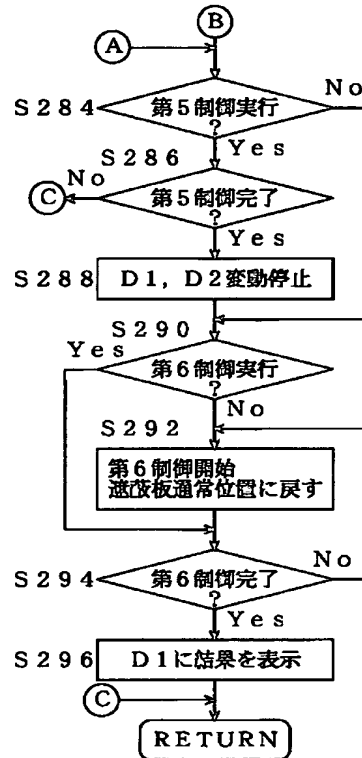 B
A
S284
第5制御実行
?
No
Yes
S286
No
C
第5制御完了
?
Yes
S288
D1，D2変動停止
S290
Yes
第6制御実行
?
No
S292
第6制御開始
遮蔽板通常位置に戻す
S294
第6制御完了
?
No
Yes
S296
D1に結果を表示
C
RETURN